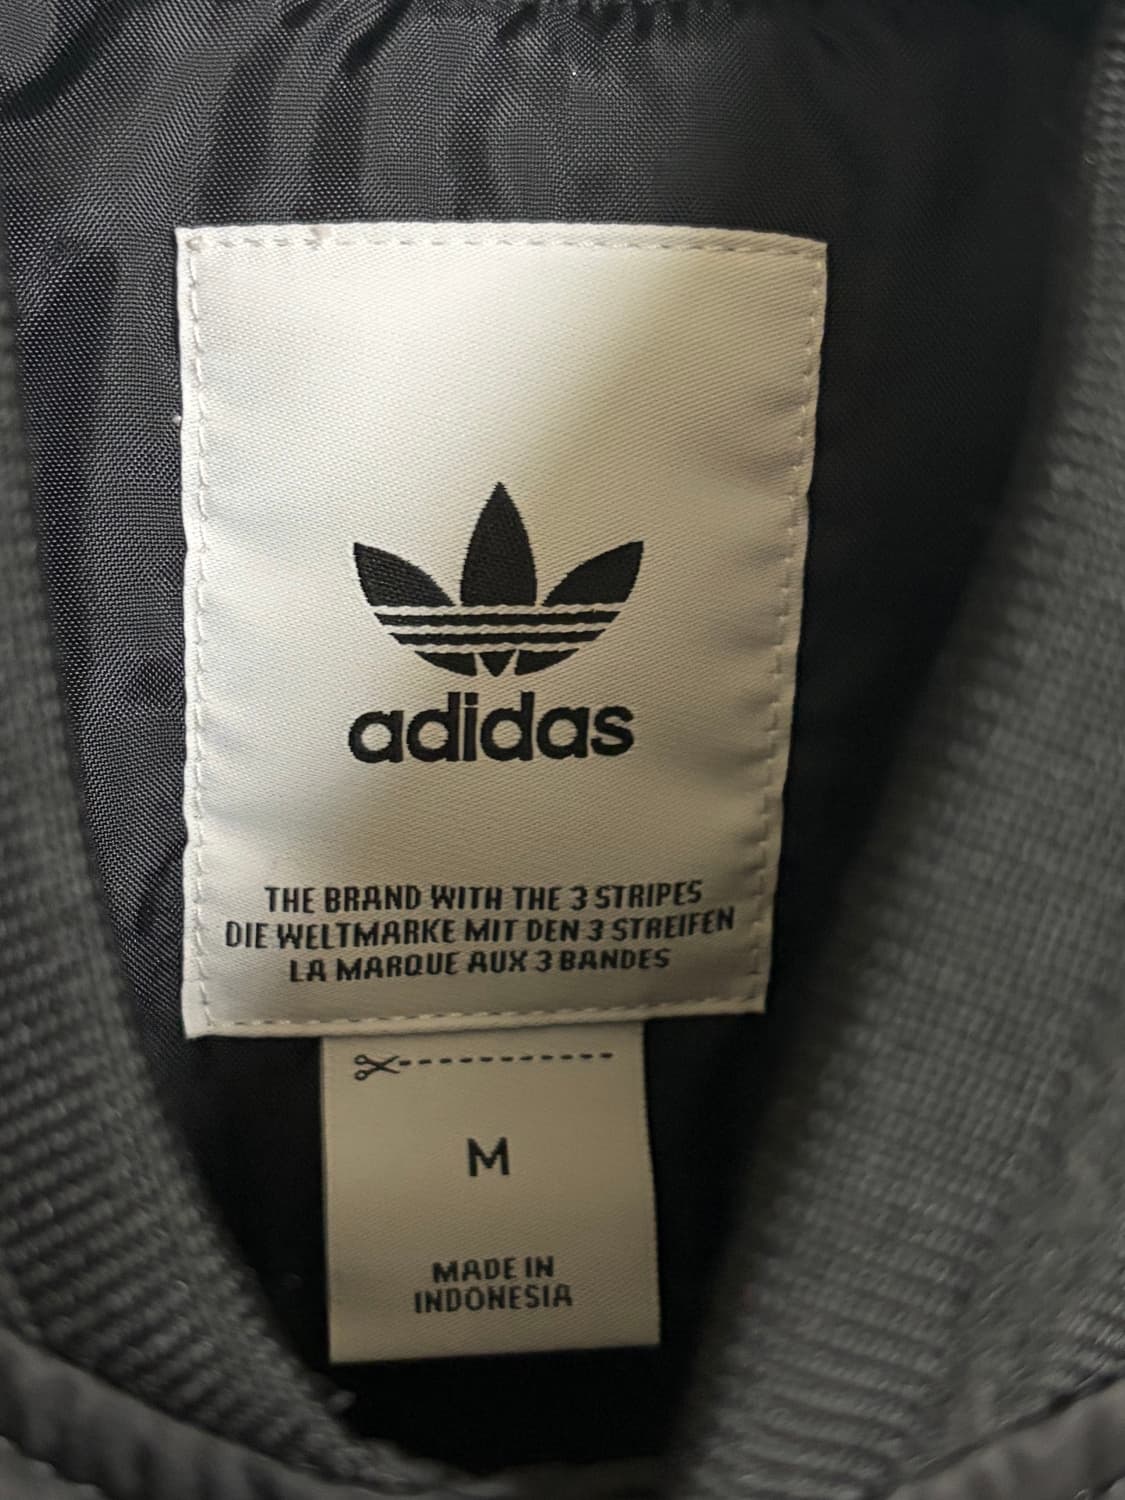 adidas
THE BRAND WITH THE 3 STRIPES
DIE WELTMARKE MIT DEN 3 STREIFEN
LA MARQUE AUX 3 BANDES
M
MADE IN
INDONESIA